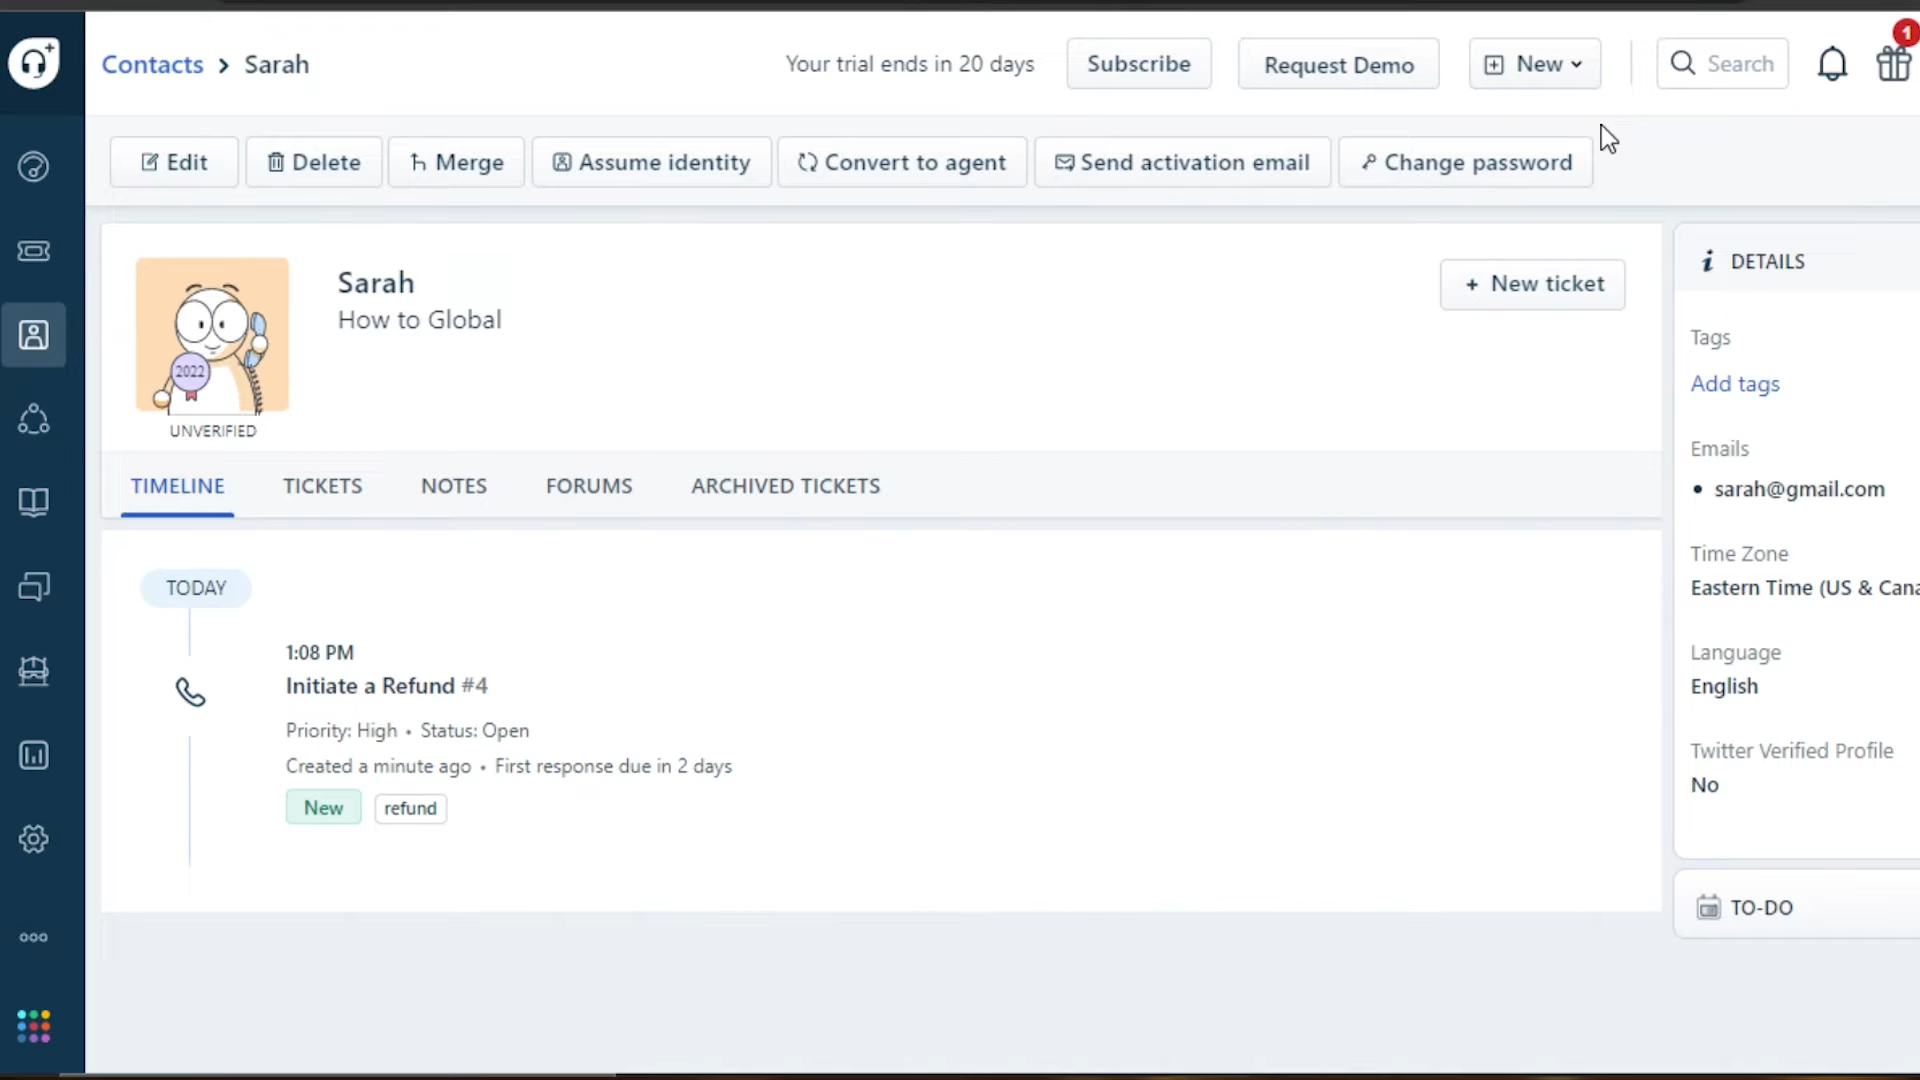 Contacts > Sarah
Your trial ends in 20 days
Subscribe
Request Demo
New
Search
1
Edit
Delete
Merge
Assume identity
Convert to agent
Send activation email
Change password
Sarah
How to Global
+ New ticket
2022
UNVERIFIED
TIMELINE
TICKETS
NOTES
FORUMS
ARCHIVED TICKETS
TODAY
1:08 PM
Initiate a Refund #4
Priority: High • Status: Open
Created a minute ago • First response due in 2 days
New
refund
DETAILS
Tags
Add tags
Emails
• sarah@gmail.com
Time Zone
Eastern Time (US & Cana
Language
English
Twitter Verified Profile
No
TO-DO